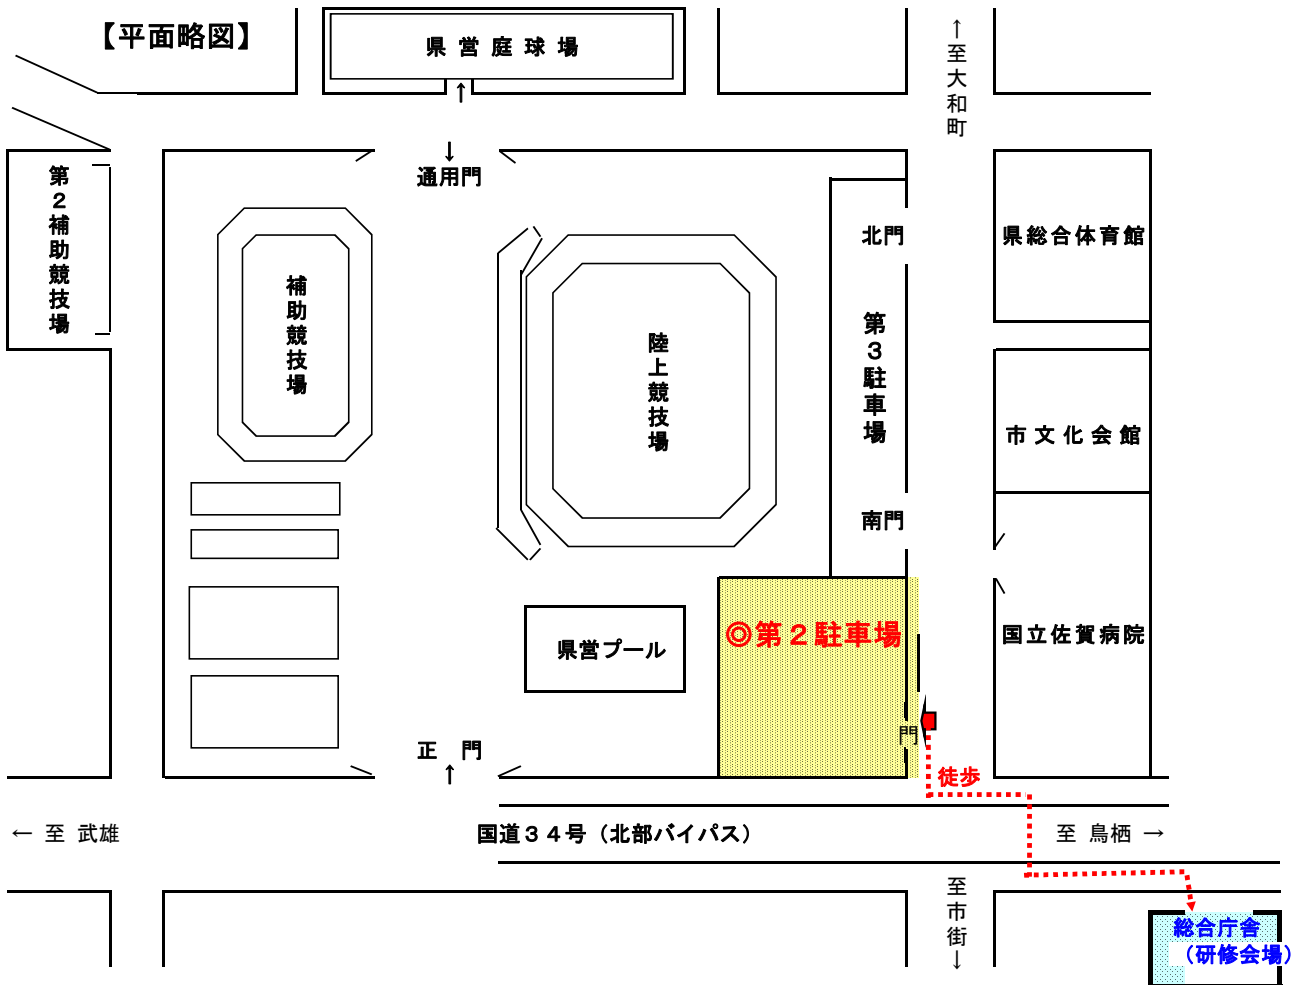 【平面略図】
県営庭球場
↑
↑至大和町
↓
通用門
第２補助競技場
補助競技場
陸上競技場
北門
第３駐車場
南門
県総合体育館
市文化会館
国立佐賀病院
◎第２駐車場
県営プール
門
正　門
↑
徒歩
← 至 武雄
国道３４号（北部バイパス）
至 鳥栖 →
至市街↓
総合庁舎
（研修会場）